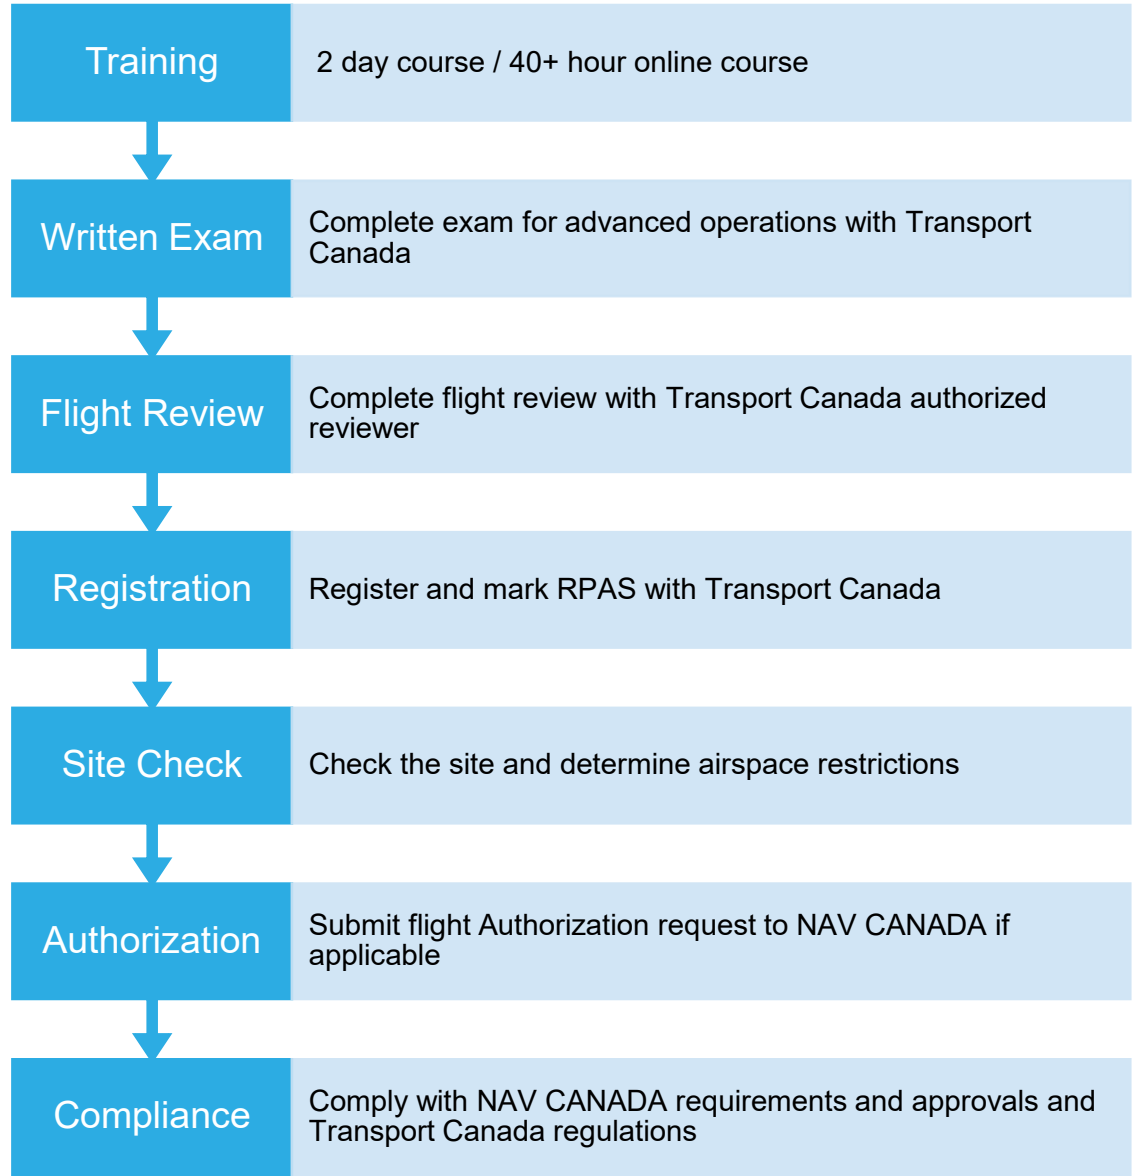 Training
2 day course / 40+ hour online course
Written Exam
Complete exam for advanced operations with Transport
Canada
Flight Review
Complete flight review with Transport Canada authorized
reviewer
Registration
Register and mark RPAS with Transport Canada
Site Check
Check the site and determine airspace restrictions
Authorization
Submit flight Authorization request to NAV CANADA if
applicable
Compliance
Comply with NAV CANADA requirements and approvals and
Transport Canada regulations